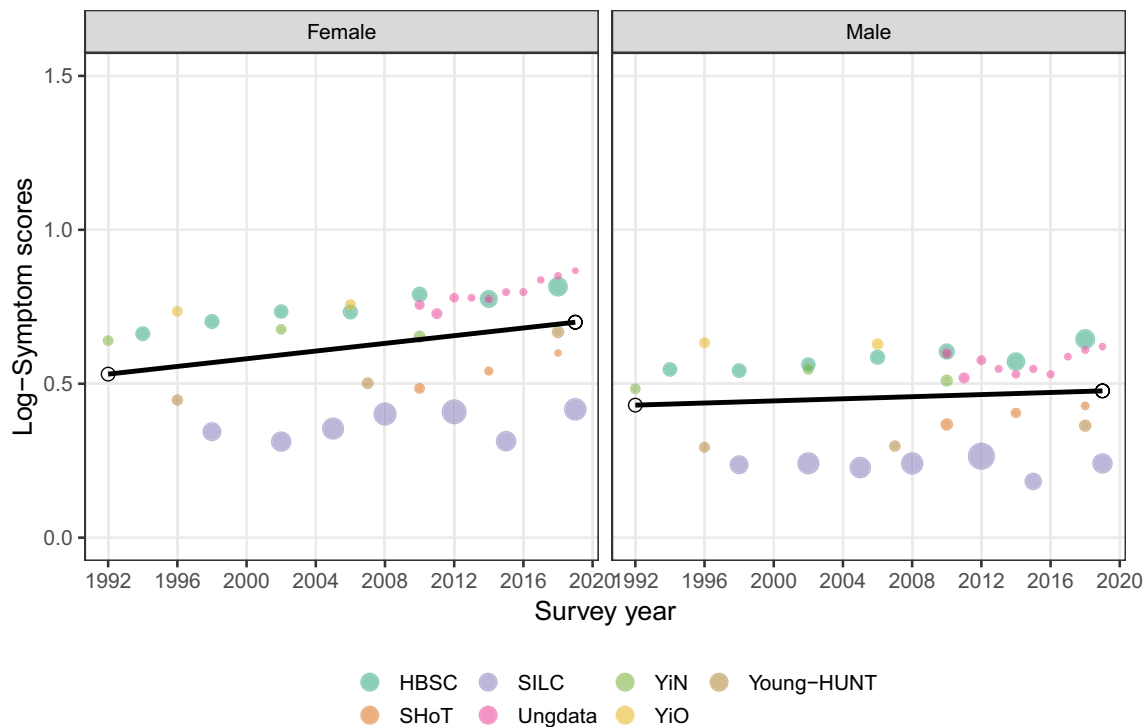 Female Male
1.5
1.0
0.5
0.0
Log−Symptom scores
1992 1996 2000 2004 2008 2012 2016 2020 1992 1996 2000 2004 2008 2012 2016 2020
Survey year
HBSC SILC YiN Young−HUNT
SHoT Ungdata YiO